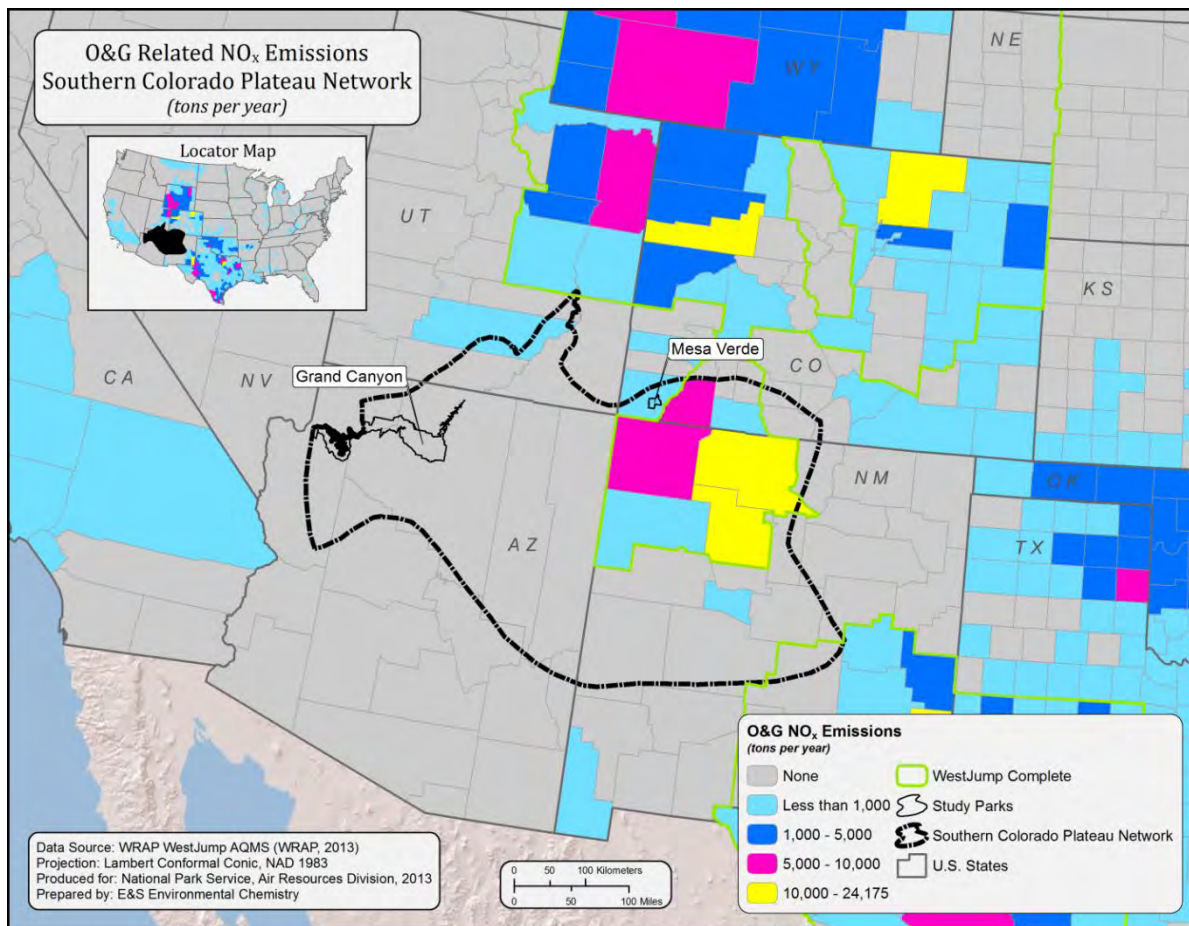 O&G Related NOₓ Emissions
Southern Colorado Plateau Network
(tons per year)
Locator Map
NE
WY
UT
KS
CA
NV
Grand Canyon
Mesa Verde
CO
AZ
NM
OK
TX
O&G NOₓ Emissions
(tons per year)
None
Less than 1,000
1,000 - 5,000
5,000 - 10,000
10,000 - 24,175
WestJump Complete
Study Parks
Southern Colorado Plateau Network
U.S. States
Data Source: WRAP WestJump AQMS (WRAP, 2013)
Projection: Lambert Conformal Conic, NAD 1983
Produced for: National Park Service, Air Resources Division, 2013
Prepared by: E&S Environmental Chemistry
0 50 100 Kilometers
0 50 100 Miles